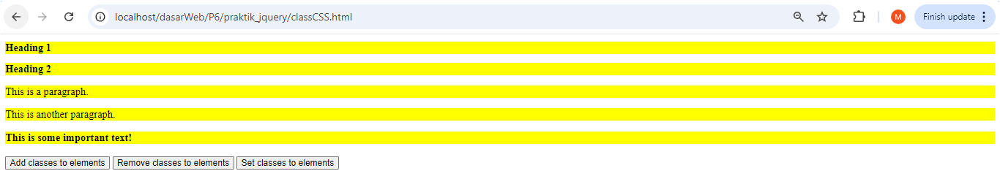 localhost/dasarWeb/P6/praktik_jquery/classCSS.html M Finish update
Heading 1
Heading 2
This is a paragraph.
This is another paragraph.
This is some important text!
Add classes to elements Remove classes to elements Set classes to elements